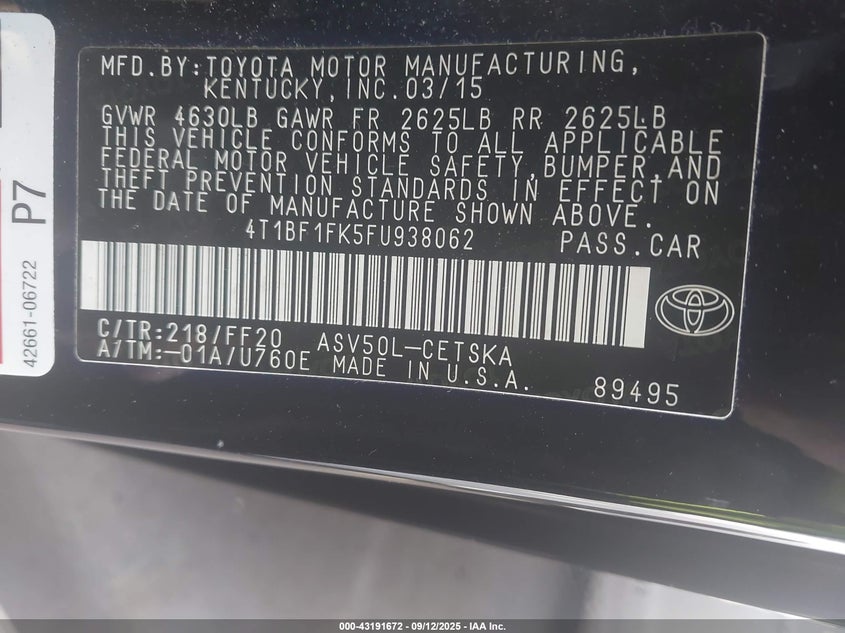 MFD.BY:TOYOTA MOTOR MANUFACTURING,
KENTUCKY,INC.03/15
GVWR 4630LB GAWR FR 2625LB RR 2625LB
THIS VEHICLE CONFORMS TO ALL APPLICABLE
FEDERAL MOTOR VEHICLE SAFETY,BUMPER,AND
THEFT PREVENTION STANDARDS IN EFFECT ON
THE DATE OF MANUFACTURE SHOWN ABOVE.
4T1BF1FK5FU938062 PASS.CAR
C/TR:218/FF20 ASV50L-CETSKA
A/TM:-01A/U760E MADE IN U.S.A. 89495
P7
42661-06722
000-43191672 - 09/12/2025 - IAA Inc.